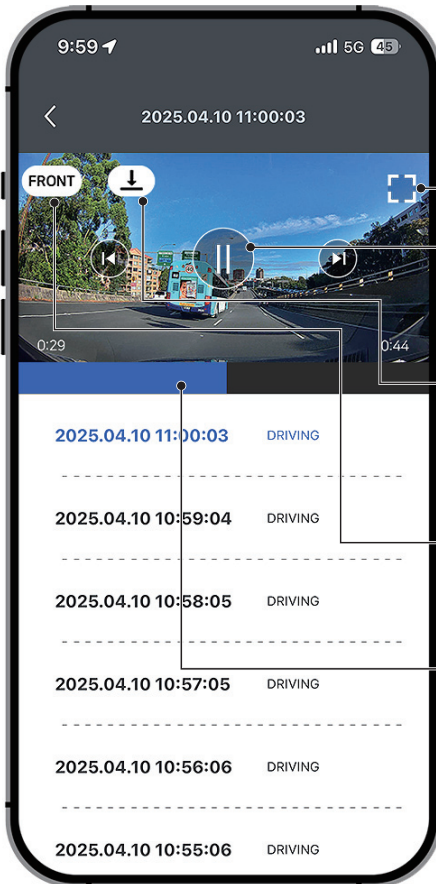 9:59
5G 45
2025.04.10 11:00:03
FRONT
0:29 0:44
2025.04.10 11:00:03 DRIVING
2025.04.10 10:59:04 DRIVING
2025.04.10 10:58:05 DRIVING
2025.04.10 10:57:05 DRIVING
2025.04.10 10:56:06 DRIVING
2025.04.10 10:55:06 DRIVING